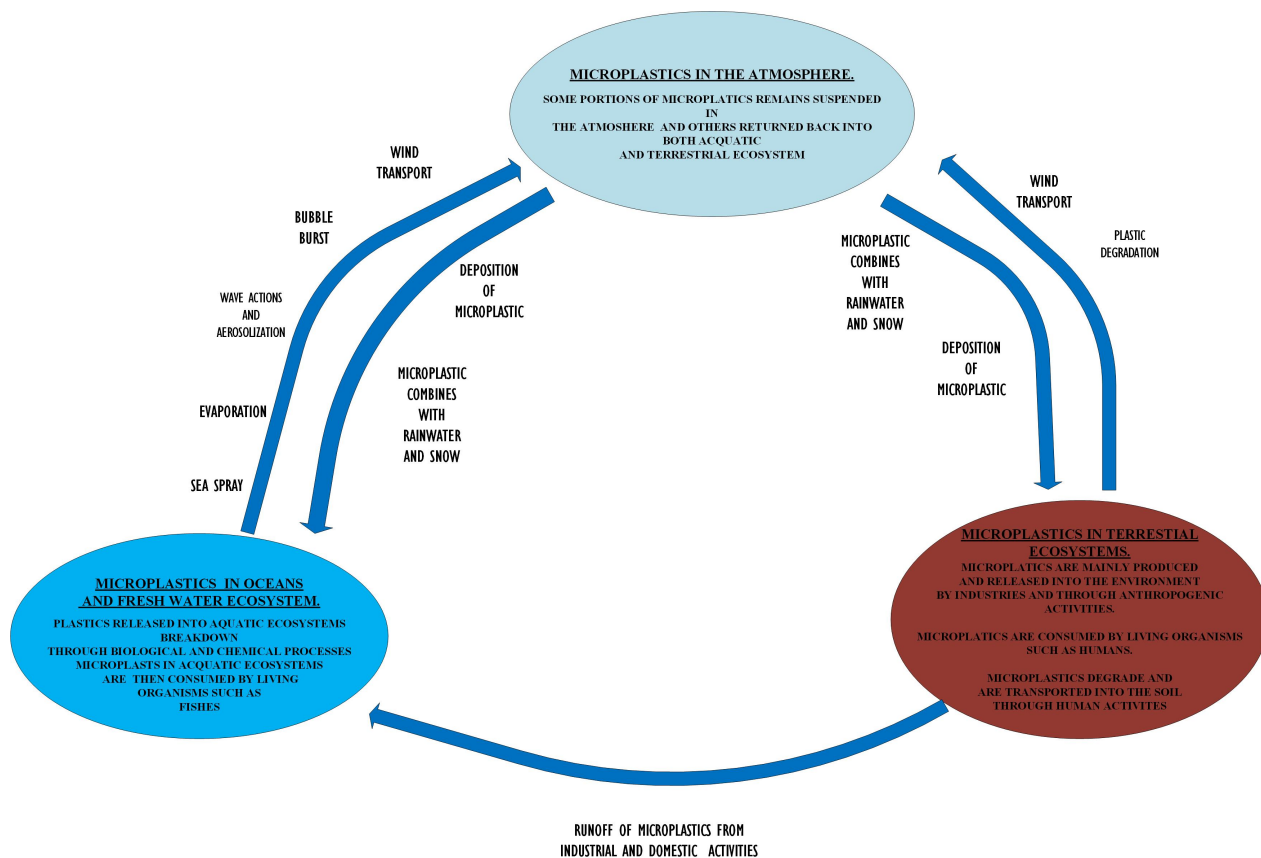 MICROPLASTICS IN THE ATMOSPHERE.
SOME PORTIONS OF MICROPLATICS REMAINS SUSPENDED
IN
THE ATMOSHERE AND OTHERS RETURNED BACK INTO
BOTH ACQUATIC
AND TERRESTRIAL ECOSYSTEM
WIND
TRANSPORT
BUBBLE
BURST
WAVE ACTIONS
AND
AEROSOLIZATION
EVAPORATION
SEA SPRAY
DEPOSITION
OF
MICROPLASTIC
MICROPLASTIC
COMBINES
WITH
RAINWATER
AND SNOW
MICROPLASTIC
COMBINES
WITH
RAINWATER
AND SNOW
DEPOSITION
OF
MICROPLASTIC
WIND
TRANSPORT
PLASTIC
DEGRADATION
MICROPLASTICS IN OCEANS
AND FRESH WATER ECOSYSTEM.
PLASTICS RELEASED INTO AQUATIC ECOSYSTEMS
BREAKDOWN
THROUGH BIOLOGICAL AND CHEMICAL PROCESSES
MICROPLASTS IN ACQUATIC ECOSYSTEMS
ARE THEN CONSUMED BY LIVING
ORGANISMS SUCH AS
FISHES
MICROPLASTICS IN TERRESTIAL
ECOSYSTEMS.
MICROPLATICS ARE MAINLY PRODUCED
AND RELEASED INTO THE ENVIRONMENT
BY INDUSTRIES AND THROUGH ANTHROPOGENIC
ACTIVITIES.
MICROPLATICS ARE CONSUMED BY LIVING ORGANISMS
SUCH AS HUMANS.
MICROPLASTICS DEGRADE AND
ARE TRANSPORTED INTO THE SOIL
THROUGH HUMAN ACTIVITES
RUNOFF OF MICROPLASTICS FROM
INDUSTRIAL AND DOMESTIC ACTIVITIES